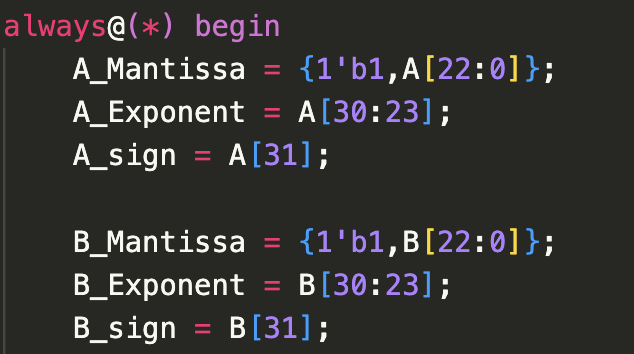 always@(*) begin
A_Mantissa = {1'b1,A[22:0]};
A_Exponent = A[30:23];
A_sign = A[31];
B_Mantissa = {1'b1,B[22:0]};
B_Exponent = B[30:23];
B_sign = B[31];